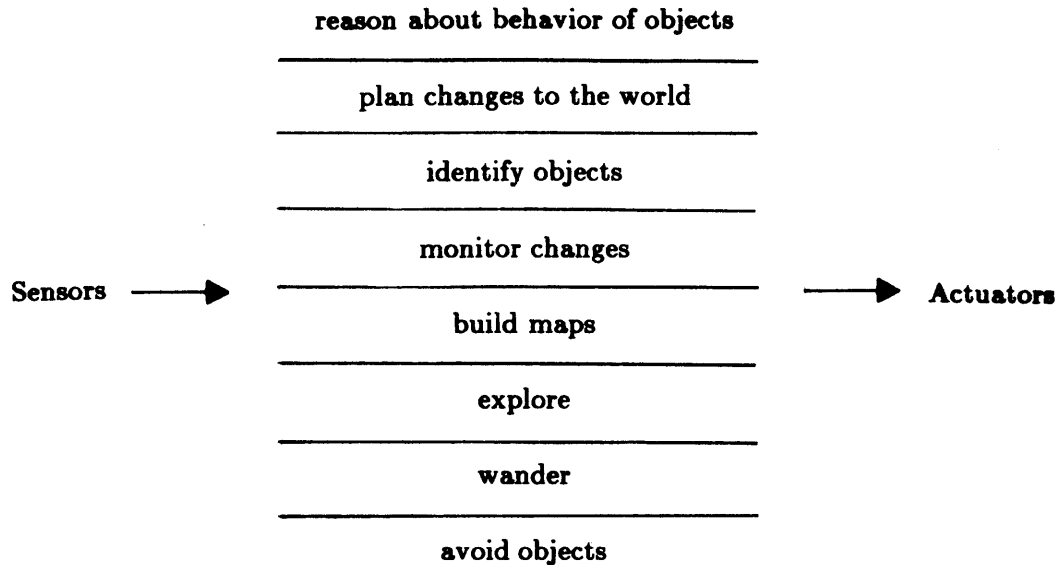 reason about behavior of objects
plan changes to the world
identify objects
monitor changes
Sensors
Actuators
build maps
explore
wander
avoid objects